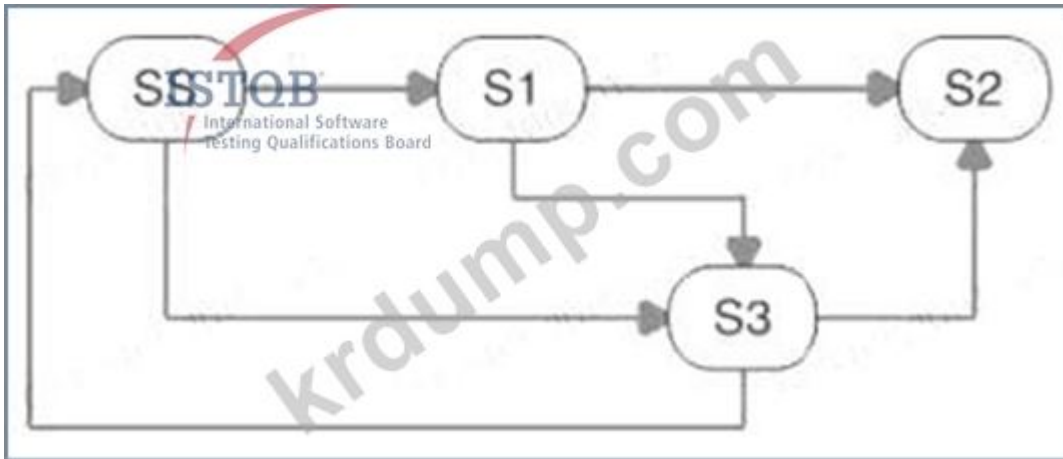 SS
ISTQB
International Software
Testing Qualifications Board
S1
S2
S3
krdump.com